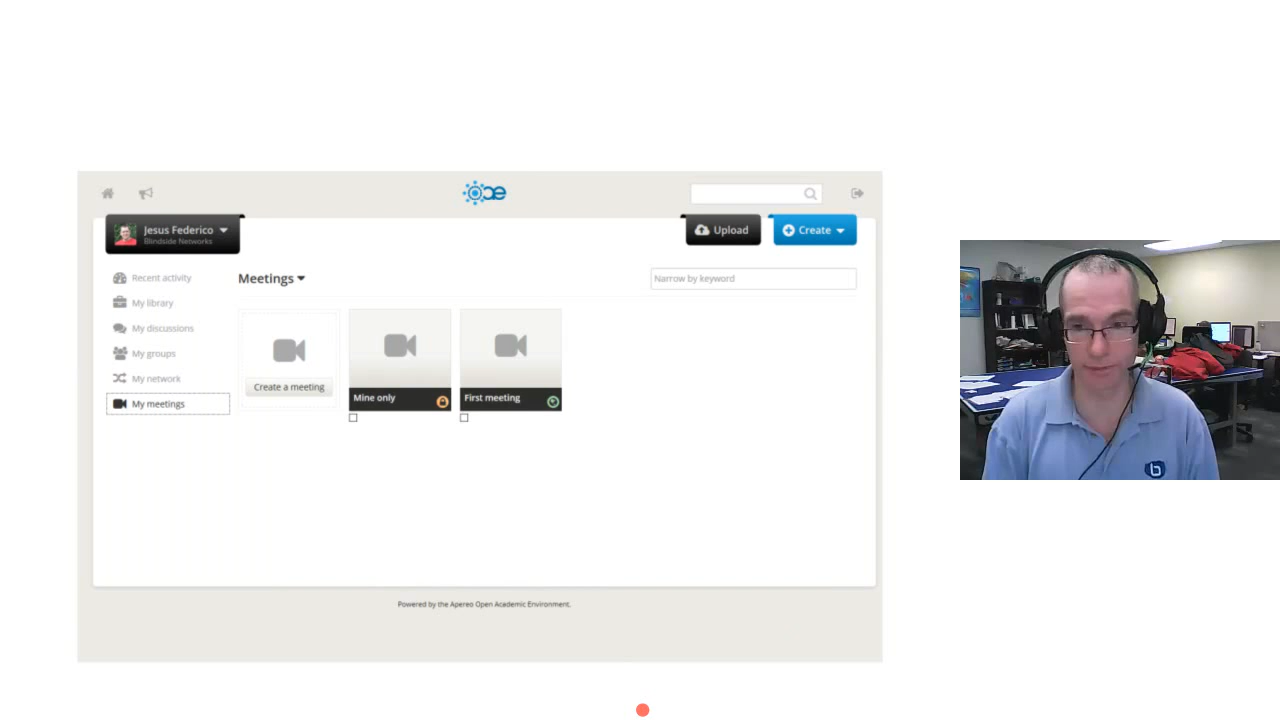 oae
Jesus Federico
Blindside Networks
Upload
Create
Recent activity
My library
My discussions
My groups
My network
My meetings
Meetings
Narrow by keyword
Create a meeting
Mine only
First meeting
Powered by the Apereo Open Academic Environment.
b